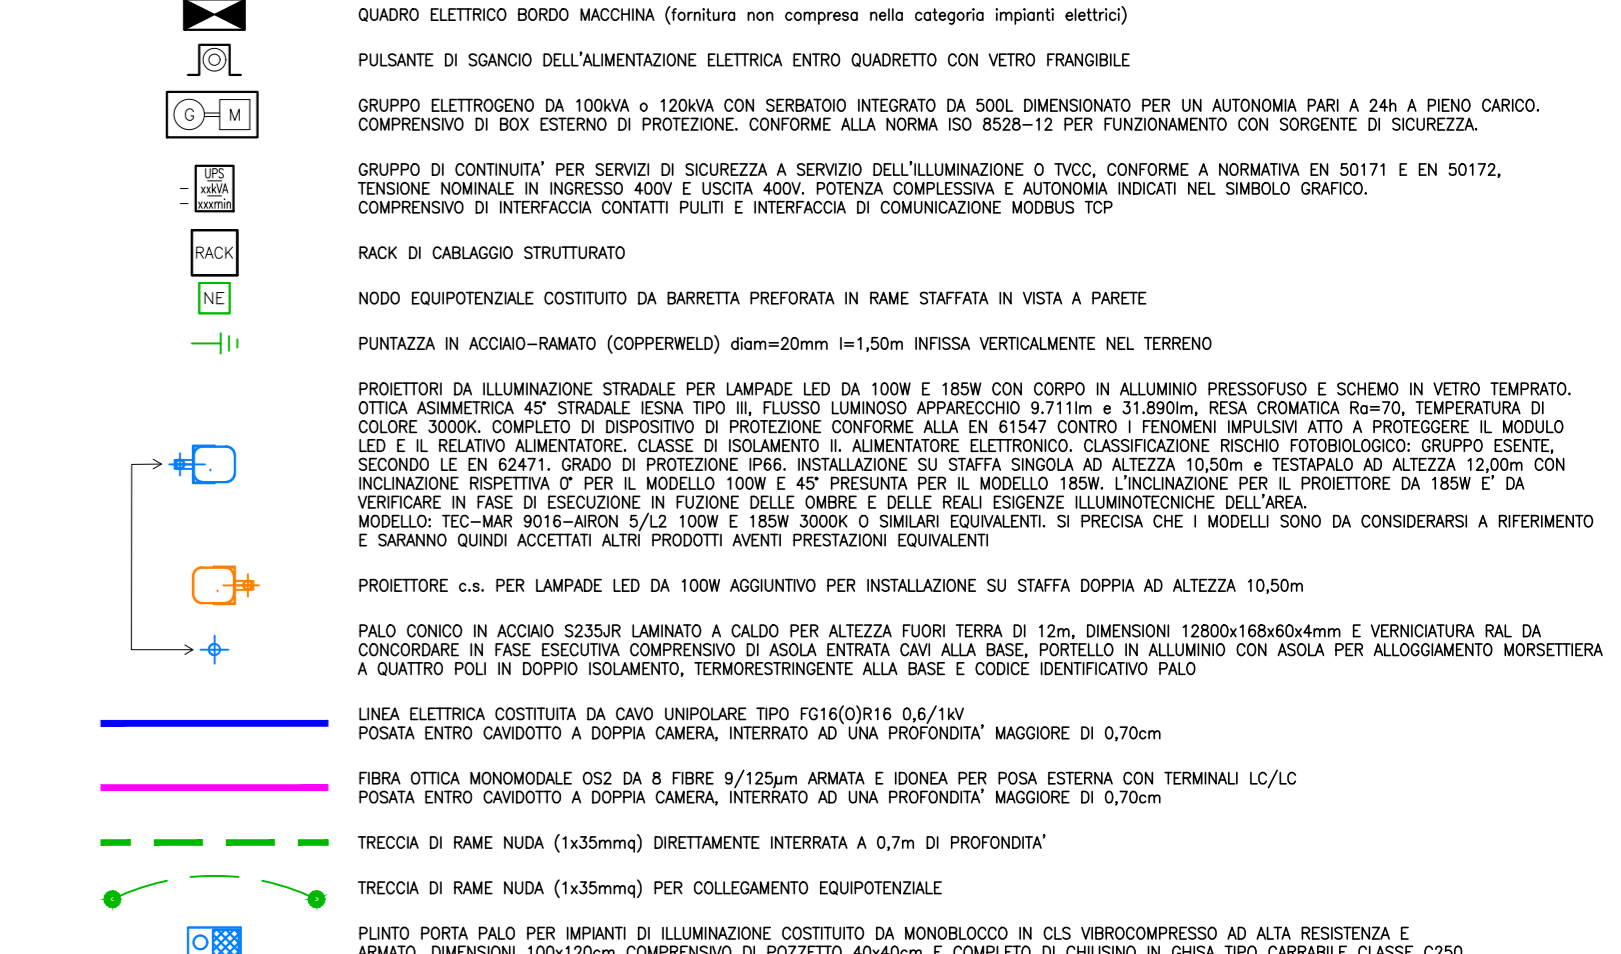 QUADRO ELETTRICO BORDO MACCHINA (fornitura non compresa nella categoria impianti elettrici)
PULSANTE DI SGANCIO DELL'ALIMENTAZIONE ELETTRICA ENTRO QUADRETTO CON VETRO FRANGIBILE
G M
GRUPPO ELETTROGENO DA 100kVA o 120kVA CON SERBATOIO INTEGRATO DA 500L DIMENSIONATO PER UN AUTONOMIA PARI A 24h A PIENO CARICO.
COMPRENSIVO DI BOX ESTERNO DI PROTEZIONE. CONFORME ALLA NORMA ISO 8528-12 PER FUNZIONAMENTO CON SORGENTE DI SICUREZZA.
UPS
xxkVA
xxxmin
GRUPPO DI CONTINUITA' PER SERVIZI DI SICUREZZA A SERVIZIO DELL'ILLUMINAZIONE O TVCC, CONFORME A NORMATIVA EN 50171 E EN 50172,
TENSIONE NOMINALE IN INGRESSO 400V E USCITA 400V. POTENZA COMPLESSIVA E AUTONOMIA INDICATI NEL SIMBOLO GRAFICO.
COMPRENSIVO DI INTERFACCIA CONTATTI PULITI E INTERFACCIA DI COMUNICAZIONE MODBUS TCP
RACK
RACK DI CABLAGGIO STRUTTURATO
NE
NODO EQUIPOTENZIALE COSTITUITO DA BARRETTA PREFORATA IN RAME STAFFATA IN VISTA A PARETE
PUNTAZZA IN ACCIAIO-RAMATO (COPPERWELD) diam=20mm l=1,50m INFISSA VERTICALMENTE NEL TERRENO
PROIETTORI DA ILLUMINAZIONE STRADALE PER LAMPADE LED DA 100W E 185W CON CORPO IN ALLUMINIO PRESSOFUSO E SCHEMO IN VETRO TEMPRATO.
OTTICA ASIMMETRICA 45° STRADALE IESNA TIPO III, FLUSSO LUMINOSO APPARECCHIO 9.711lm e 31.890lm, RESA CROMATICA Ra=70, TEMPERATURA DI
COLORE 3000K. COMPLETO DI DISPOSITIVO DI PROTEZIONE CONFORME ALLA EN 61547 CONTRO I FENOMENI IMPULSIVI ATTO A PROTEGGERE IL MODULO
LED E IL RELATIVO ALIMENTATORE. CLASSE DI ISOLAMENTO II. ALIMENTATORE ELETTRONICO. CLASSIFICAZIONE RISCHIO FOTOBIOLOGICO: GRUPPO ESENTE,
SECONDO LE EN 62471. GRADO DI PROTEZIONE IP66. INSTALLAZIONE SU STAFFA SINGOLA AD ALTEZZA 10,50m e TESTAPALO AD ALTEZZA 12,00m CON
INCLINAZIONE RISPETTIVA 0° PER IL MODELLO 100W E 45° PRESUNTA PER IL MODELLO 185W. L'INCLINAZIONE PER IL PROIETTORE DA 185W E' DA
VERIFICARE IN FASE DI ESECUZIONE IN FUZIONE DELLE OMBRE E DELLE REALI ESIGENZE ILLUMINOTECNICHE DELL'AREA.
MODELLO: TEC-MAR 9016-AIRON 5/L2 100W E 185W 3000K O SIMILARI EQUIVALENTI. SI PRECISA CHE I MODELLI SONO DA CONSIDERARSI A RIFERIMENTO
E SARANNO QUINDI ACCETTATI ALTRI PRODOTTI AVENTI PRESTAZIONI EQUIVALENTI
PROIETTORE c.s. PER LAMPADE LED DA 100W AGGIUNTIVO PER INSTALLAZIONE SU STAFFA DOPPIA AD ALTEZZA 10,50m
PALO CONICO IN ACCIAIO S235JR LAMINATO A CALDO PER ALTEZZA FUORI TERRA DI 12m, DIMENSIONI 12800x168x60x4mm E VERNICIATURA RAL DA
CONCORDARE IN FASE ESECUTIVA COMPRENSIVO DI ASOLA ENTRATA CAVI ALLA BASE, PORTELLO IN ALLUMINIO CON ASOLA PER ALLOGGIAMENTO MORSETTIERA
A QUATTRO POLI IN DOPPIO ISOLAMENTO, TERMORESTRINGENTE ALLA BASE E CODICE IDENTIFICATIVO PALO
LINEA ELETTRICA COSTITUITA DA CAVO UNIPOLARE TIPO FG16(O)R16 0,6/1kV
POSATA ENTRO CAVIDOTTO A DOPPIA CAMERA, INTERRATO AD UNA PROFONDITA' MAGGIORE DI 0,70cm
FIBRA OTTICA MONOMODALE OS2 DA 8 FIBRE 9/125µm ARMATA E IDONEA PER POSA ESTERNA CON TERMINALI LC/LC
POSATA ENTRO CAVIDOTTO A DOPPIA CAMERA, INTERRATO AD UNA PROFONDITA' MAGGIORE DI 0,70cm
TRECCIA DI RAME NUDA (1x35mmq) DIRETTAMENTE INTERRATA A 0,7m DI PROFONDITA'
TRECCIA DI RAME NUDA (1x35mmq) PER COLLEGAMENTO EQUIPOTENZIALE
PLINTO PORTA PALO PER IMPIANTI DI ILLUMINAZIONE COSTITUITO DA MONOBLOCCO IN CLS VIBROCOMPRESSO AD ALTA RESISTENZA E
ARMATO, DIMENSIONI 100x120cm COMPRENSIVO DI POZZETTO 40x40cm E COMPLETO DI CHIUSINO IN GHISA TIPO CARRABILE CLASSE C250